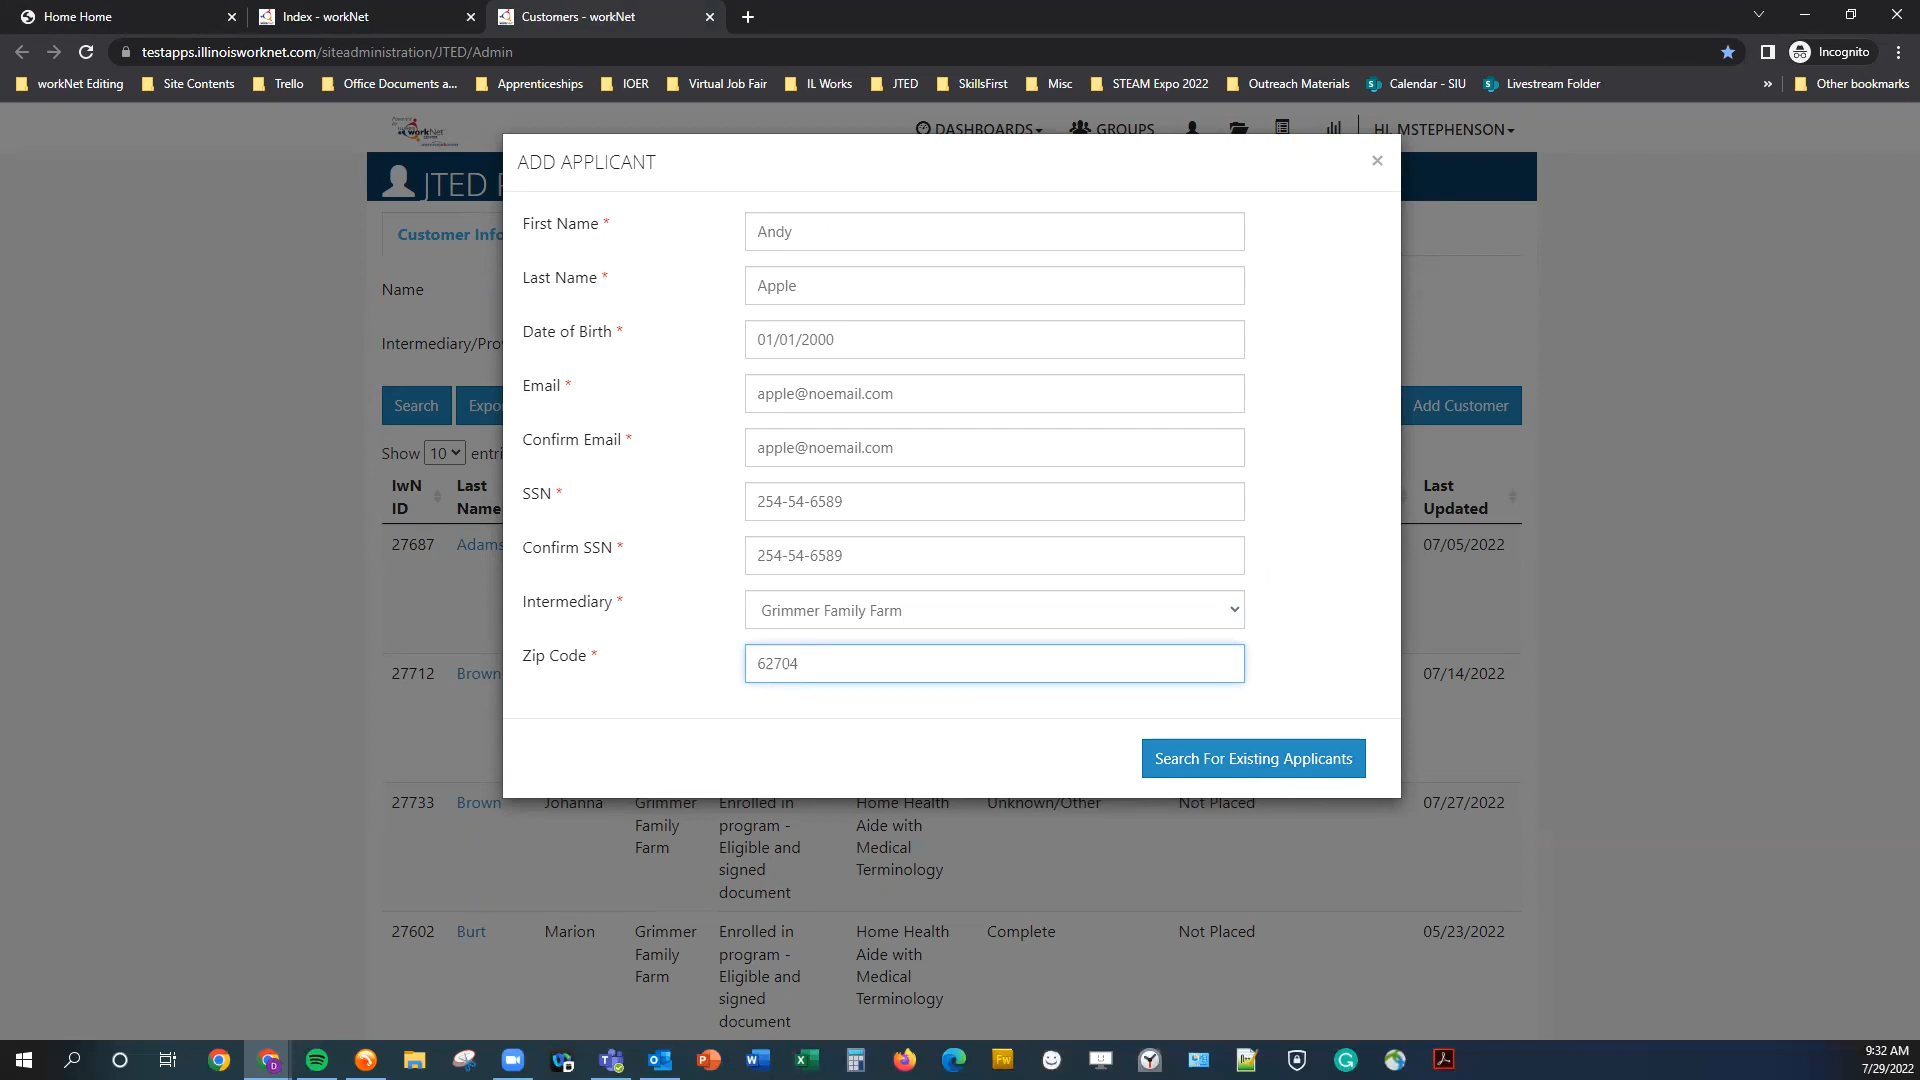 Home Home
Index - workNet
Customers - workNet
testapps.illinoisworknet.com/siteadministration/JTED/Admin
Incognito
workNet Editing
Site Contents
Trello
Office Documents a...
Apprenticeships
IOER
Virtual Job Fair
IL Works
JTED
SkillsFirst
Misc
STEAM Expo 2022
Outreach Materials
Calendar - SIU
Livestream Folder
»
Other bookmarks
workNet
DASHBOARDS
GROUPS
HI, MSTEPHENSON
JTED
ADD APPLICANT
×
Customer Info
Name
Intermediary/Pro
First Name *
Andy
Last Name *
Apple
Date of Birth *
01/01/2000
Email *
apple@noemail.com
Confirm Email *
apple@noemail.com
SSN *
254-54-6589
Confirm SSN *
254-54-6589
Intermediary *
Grimmer Family Farm
Zip Code *
62704
Search For Existing Applicants
Search
Expo
Add Customer
Show 10 entri
IwN ID
Last Name
Last Updated
27687
Adams
07/05/2022
27712
Brown
07/14/2022
27733
Brown
Johanna
Grimmer Family Farm
Enrolled in program - Eligible and signed document
Home Health Aide with Medical Terminology
Unknown/Other
Not Placed
07/27/2022
27602
Burt
Marion
Grimmer Family Farm
Enrolled in program - Eligible and signed document
Home Health Aide with Medical Terminology
Complete
Not Placed
05/23/2022
9:32 AM
7/29/2022